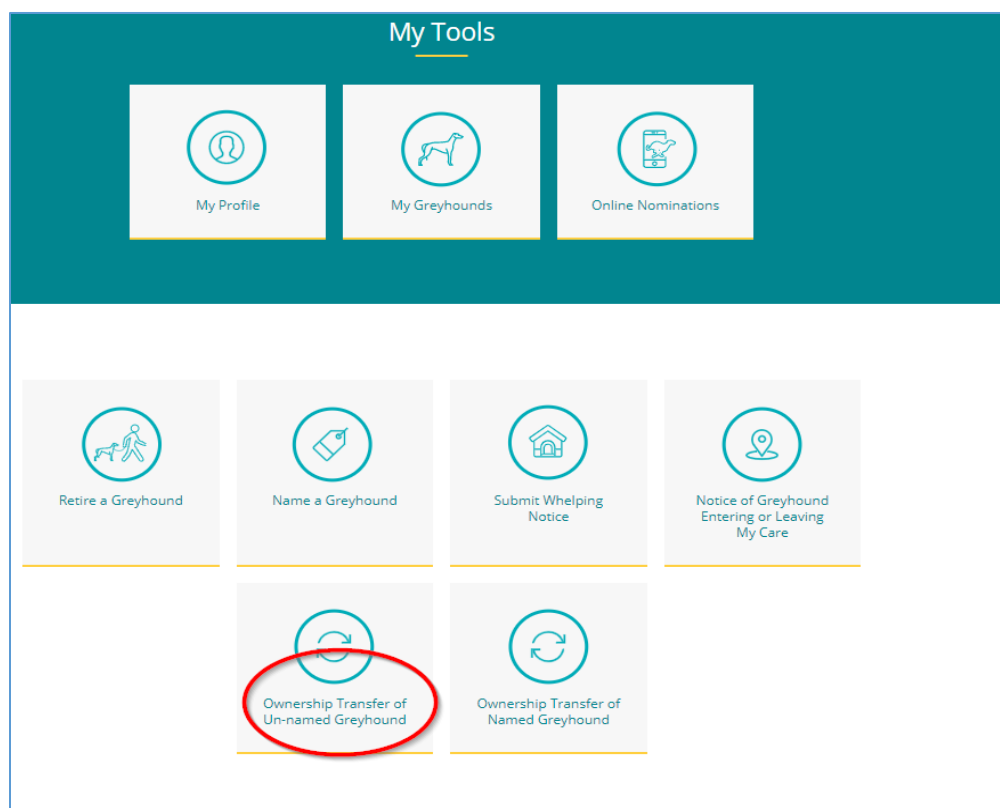 My Tools
My Profile
My Greyhounds
Online Nominations
Retire a Greyhound
Name a Greyhound
Submit Whelping
Notice
Notice of Greyhound
Entering or Leaving
My Care
Ownership Transfer of
Un-named Greyhound
Ownership Transfer of
Named Greyhound